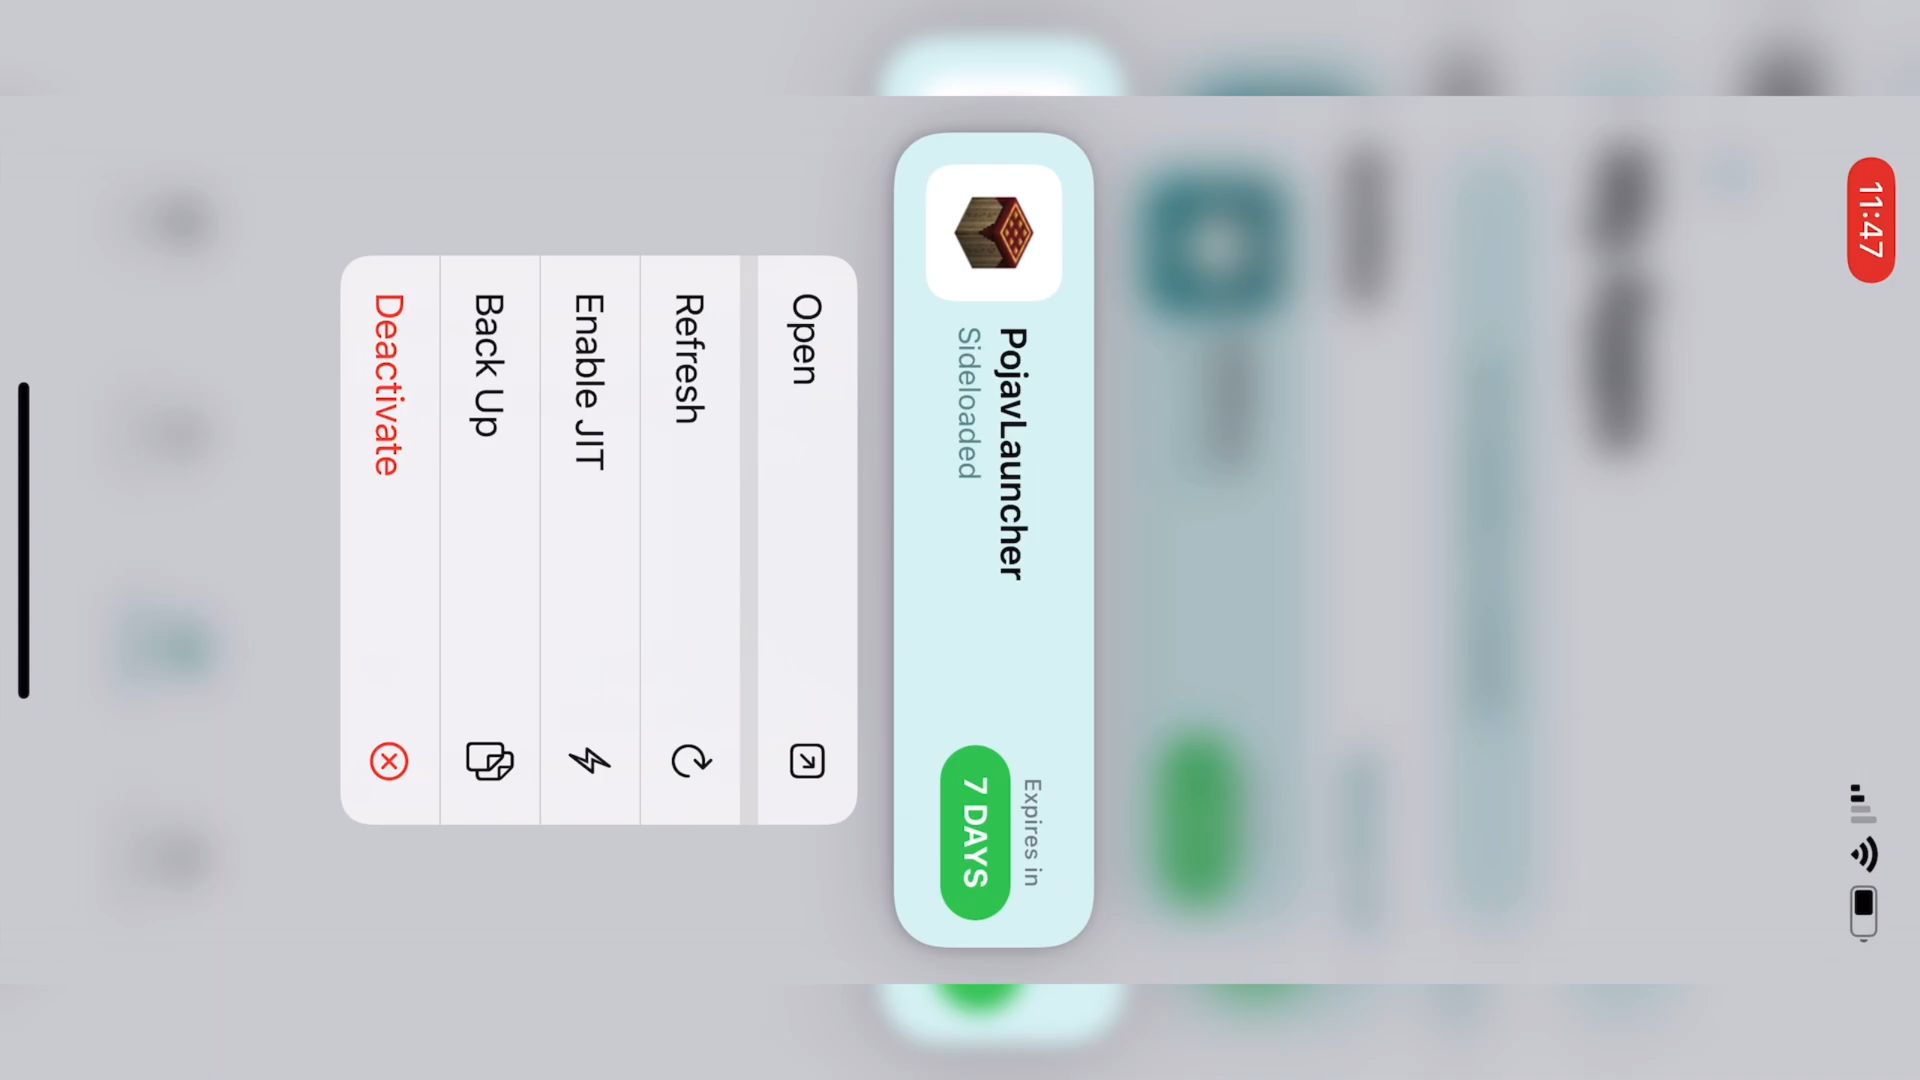 11:47
PojavLauncher
Sideloaded
Expires in
7 DAYS
Open
Refresh
Enable JIT
Back Up
Deactivate